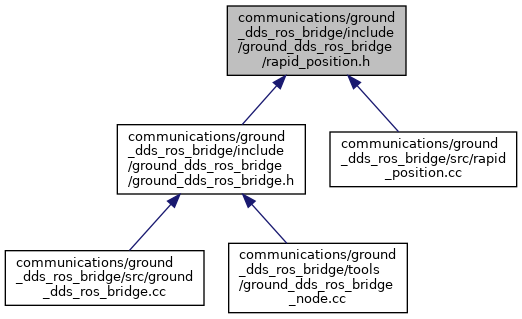 communications/ground
_dds_ros_bridge/include
/ground_dds_ros_bridge
/rapid_position.h
communications/ground
_dds_ros_bridge/include
/ground_dds_ros_bridge
/ground_dds_ros_bridge.h
communications/ground
_dds_ros_bridge/src/rapid
_position.cc
communications/ground
_dds_ros_bridge/src/ground
_dds_ros_bridge.cc
communications/ground
_dds_ros_bridge/tools
/ground_dds_ros_bridge
_node.cc